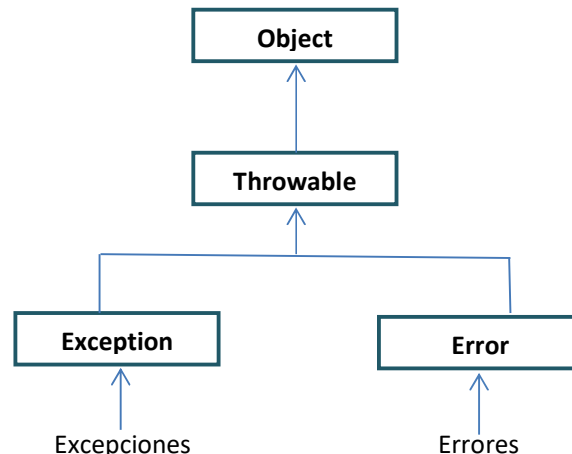 Object
Throwable
Exception
Error
Excepciones
Errores